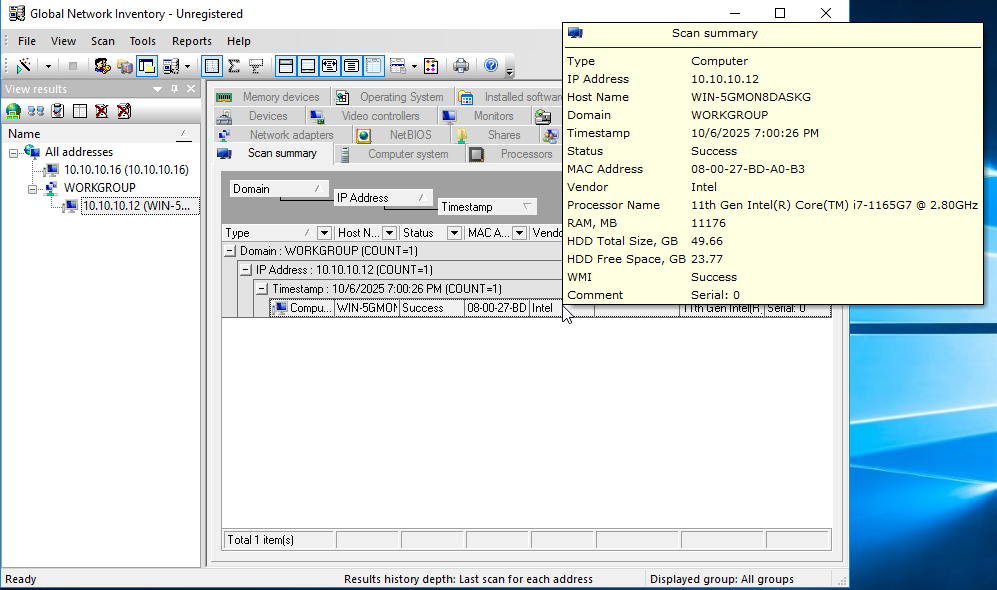 Global Network Inventory - Unregistered
File View Scan Tools Reports Help
View results
Name
All addresses
10.10.10.16 (10.10.10.16)
WORKGROUP
10.10.10.12 (WIN-5...
Memory devices Operating System Installed software
Devices Video controllers Monitors
Network adapters NetBIOS Shares
Scan summary Computer system Processors
Domain
IP Address
Timestamp
Type Host N... Status MAC A... Vendo
Domain : WORKGROUP (COUNT=1)
IP Address : 10.10.10.12 (COUNT=1)
Timestamp : 10/6/2025 7:00:26 PM (COUNT=1)
Compu... WIN-5GMON Success 08-00-27-BD Intel 11th Gen Intel(R Serial: 0
Total 1 item(s)
Scan summary
Type Computer
IP Address 10.10.10.12
Host Name WIN-5GMON8DASKG
Domain WORKGROUP
Timestamp 10/6/2025 7:00:26 PM
Status Success
MAC Address 08-00-27-BD-A0-B3
Vendor Intel
Processor Name 11th Gen Intel(R) Core(TM) i7-1165G7 @ 2.80GHz
RAM, MB 11176
HDD Total Size, GB 49.66
HDD Free Space, GB 23.77
WMI Success
Comment Serial: 0
Ready Results history depth: Last scan for each address Displayed group: All groups